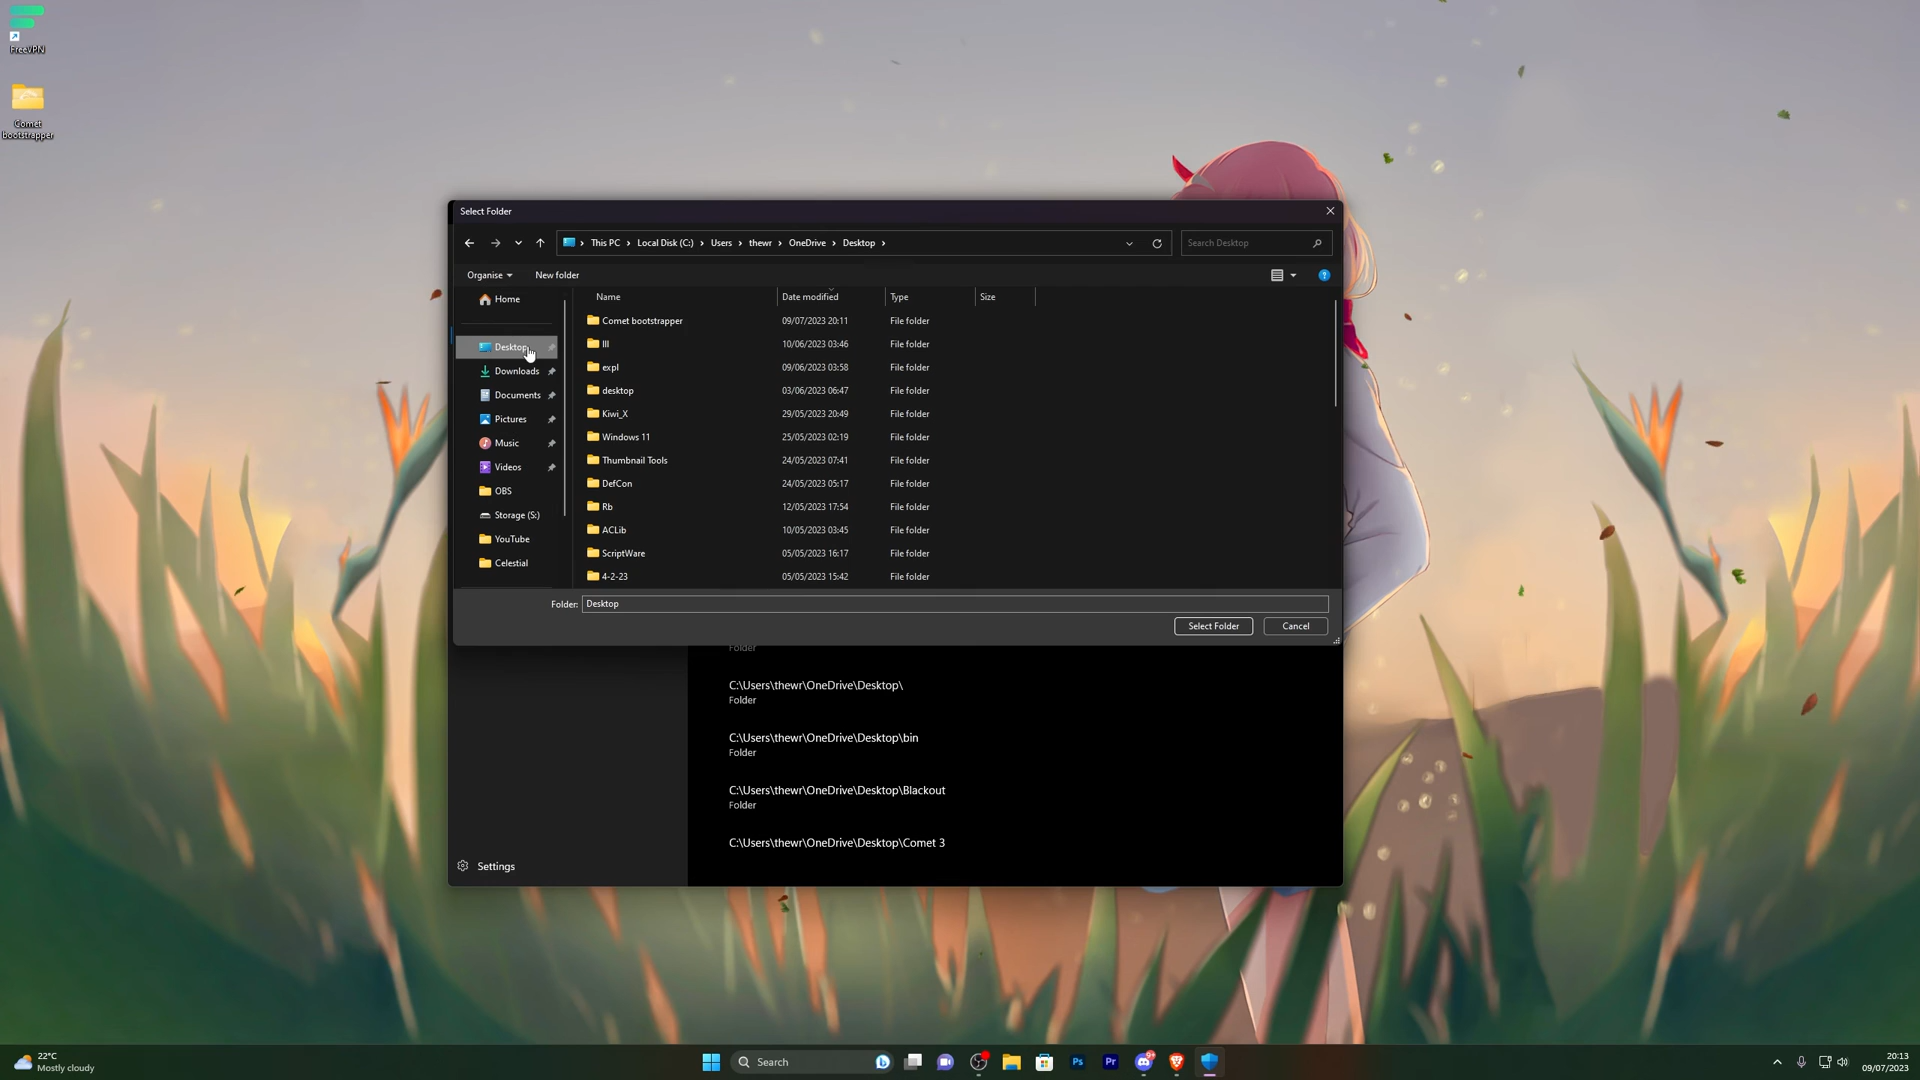 FreeVPN
Comet
bootstrapper
Select Folder
This PC > Local Disk (C:) > Users > thewr > OneDrive > Desktop >
Search Desktop
Organise
New folder
Home
Desktop
Downloads
Documents
Pictures
Music
Videos
OBS
Storage (S:)
YouTube
Celestial
Name Date modified Type Size
Comet bootstrapper 09/07/2023 20:11 File folder
III 10/06/2023 03:46 File folder
expl 09/06/2023 03:58 File folder
desktop 03/06/2023 06:47 File folder
Kiwi_X 29/05/2023 20:49 File folder
Windows 11 25/05/2023 02:19 File folder
Thumbnail Tools 24/05/2023 07:41 File folder
DefCon 24/05/2023 05:17 File folder
Rb 12/05/2023 17:54 File folder
ACLib 10/05/2023 03:45 File folder
ScriptWare 05/05/2023 16:17 File folder
4-2-23 05/05/2023 15:42 File folder
Folder: Desktop
Select Folder Cancel
Folder
C:\Users\thewr\OneDrive\Desktop\
Folder
C:\Users\thewr\OneDrive\Desktop\bin
Folder
C:\Users\thewr\OneDrive\Desktop\Blackout
Folder
C:\Users\thewr\OneDrive\Desktop\Comet 3
Settings
22°C
Mostly cloudy
Search
Ps
Pr
9+
20:13
09/07/2023